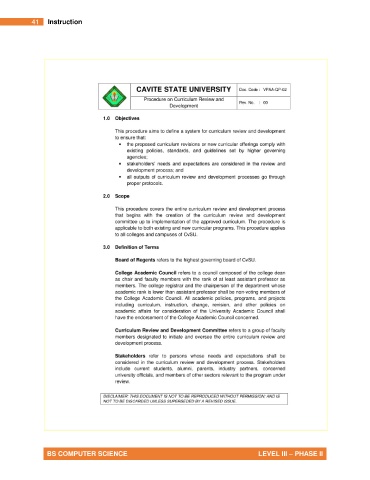 41 Instruction
CAVITE STATE UNIVERSITY
Doc. Code : VPAA-QP-02
Procedure on Curriculum Review and
Development
Rev. No. : 00
1.0 Objectives
This procedure aims to define a system for curriculum review and development
to ensure that:
• the proposed curriculum revisions or new curricular offerings comply with
existing policies, standards, and guidelines set by higher governing
agencies;
• stakeholders' needs and expectations are considered in the review and
development process; and
• all outputs of curriculum review and development processes go through
proper protocols.
2.0 Scope
This procedure covers the entire curriculum review and development process
that begins with the creation of the curriculum review and development
committee up to implementation of the approved curriculum. The procedure is
applicable to both existing and new curricular programs. This procedure applies
to all colleges and campuses of CvSU.
3.0 Definition of Terms
Board of Regents refers to the highest governing board of CvSU.
College Academic Council refers to a council composed of the college dean
as chair and faculty members with the rank of at least assistant professor as
members. The college registrar and the chairperson of the department whose
academic rank is lower than assistant professor shall be non-voting members of
the College Academic Council. All academic policies, programs, and projects
including curriculum, instruction, change, revision, and other policies on
academic affairs for consideration of the University Academic Council shall
have the endorsement of the College Academic Council concerned.
Curriculum Review and Development Committee refers to a group of faculty
members designated to initiate and oversee the entire curriculum review and
development process.
Stakeholders refer to persons whose needs and expectations shall be
considered in the curriculum review and development process. Stakeholders
include current students, alumni, parents, industry partners, concerned
university officials, and members of other sectors relevant to the program under
review.
DISCLAIMER: THIS DOCUMENT IS NOT TO BE REPRODUCED WITHOUT PERMISSION; AND IS
NOT TO BE DISCARDED UNLESS SUPERSEDED BY A REVISED ISSUE.
BS COMPUTER SCIENCE
LEVEL III – PHASE II